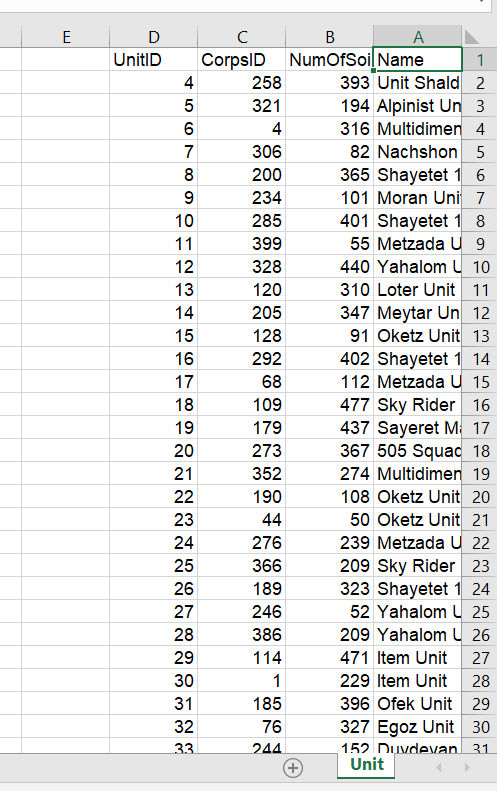 E D C B A
UnitID CorpsID NumOfSoi Name 1
4 258 393 Unit Shald 2
5 321 194 Alpinist Un 3
6 4 316 Multidimen 4
7 306 82 Nachshon 5
8 200 365 Shayetet 1 6
9 234 101 Moran Uni 7
10 285 401 Shayetet 1 8
11 399 55 Metzada U 9
12 328 440 Yahalom U 10
13 120 310 Loter Unit 11
14 205 347 Meytar Un 12
15 128 91 Oketz Unit 13
16 292 402 Shayetet 1 14
17 68 112 Metzada U 15
18 109 477 Sky Rider 16
19 179 437 Sayeret Ma 17
20 273 367 505 Squad 18
21 352 274 Multidimen 19
22 190 108 Oketz Unit 20
23 44 50 Oketz Unit 21
24 276 239 Metzada U 22
25 366 209 Sky Rider 23
26 189 323 Shayetet 1 24
27 246 52 Yahalom U 25
28 386 209 Yahalom U 26
29 114 471 Item Unit 27
30 1 229 Item Unit 28
31 185 396 Ofek Unit 29
32 76 327 Egoz Unit 30
33 244 152 Duvdevan 31
Unit